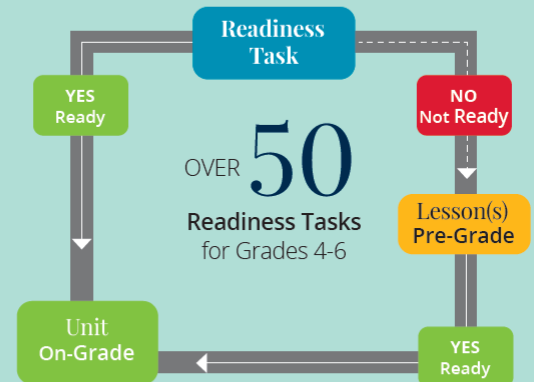 Readiness
Task
YES
Ready
NO
Not Ready
OVER 50
Readiness Tasks
for Grades 4-6
Lesson(s)
Pre-Grade
Unit
On-Grade
YES
Ready